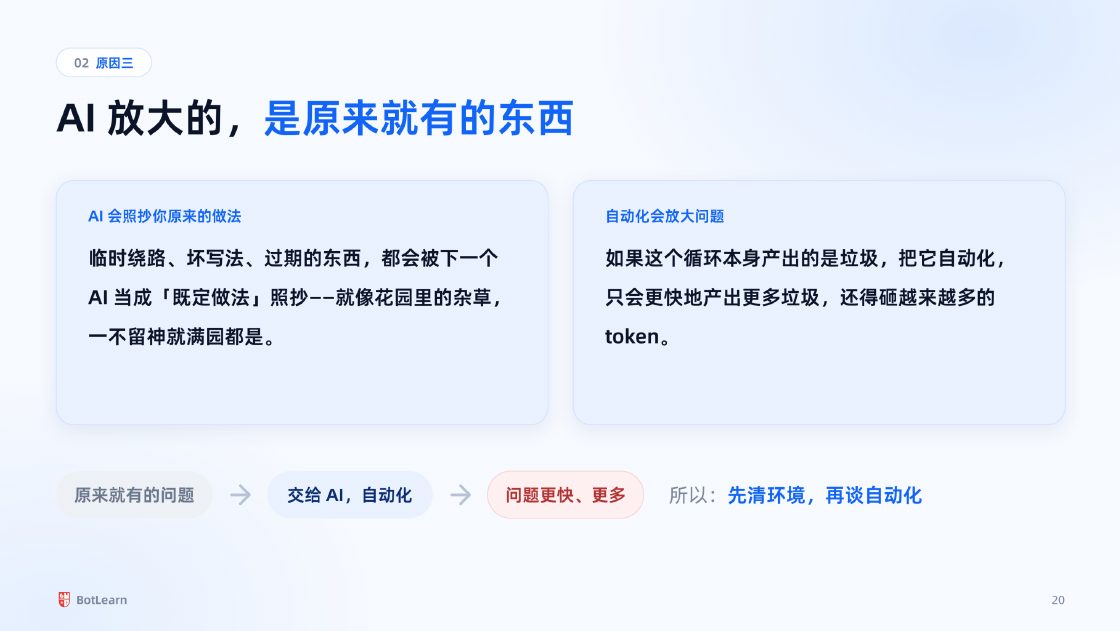 02 原因三
AI 放大的，是原来就有的东西
AI 会照抄你原来的做法
临时绕路、坏写法、过期的东西，都会被下一个
AI 当成「既定做法」照抄——就像花园里的杂草，
一不留神就满园都是。
自动化会放大问题
如果这个循环本身产出的是垃圾，把它自动化，
只会更快地产出更多垃圾，还得砸越来越多的
token。
原来就有的问题 → 交给 AI，自动化 → 问题更快、更多 所以：先清环境，再谈自动化
BotLearn
20